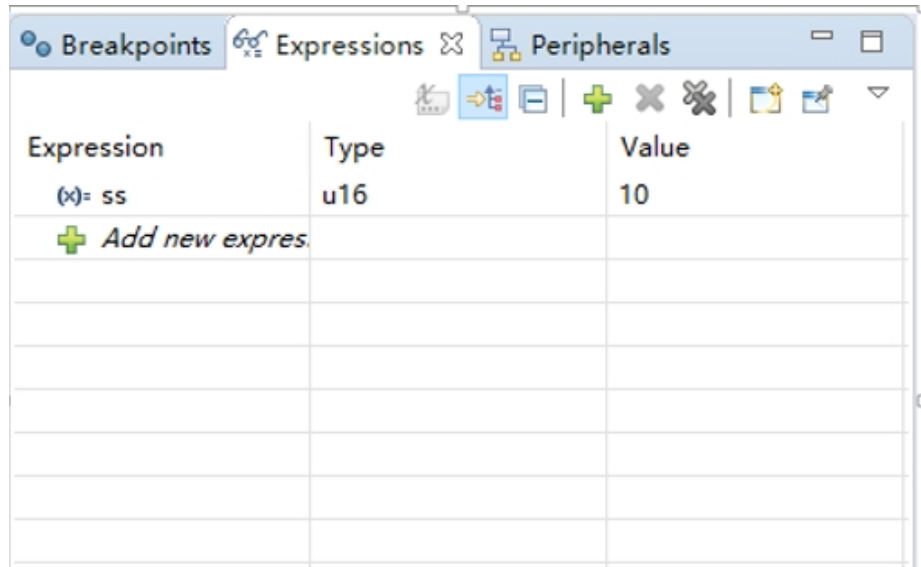 Breakpoints Expressions Peripherals
Expression Type Value
(x)= ss u16 10
Add new expres